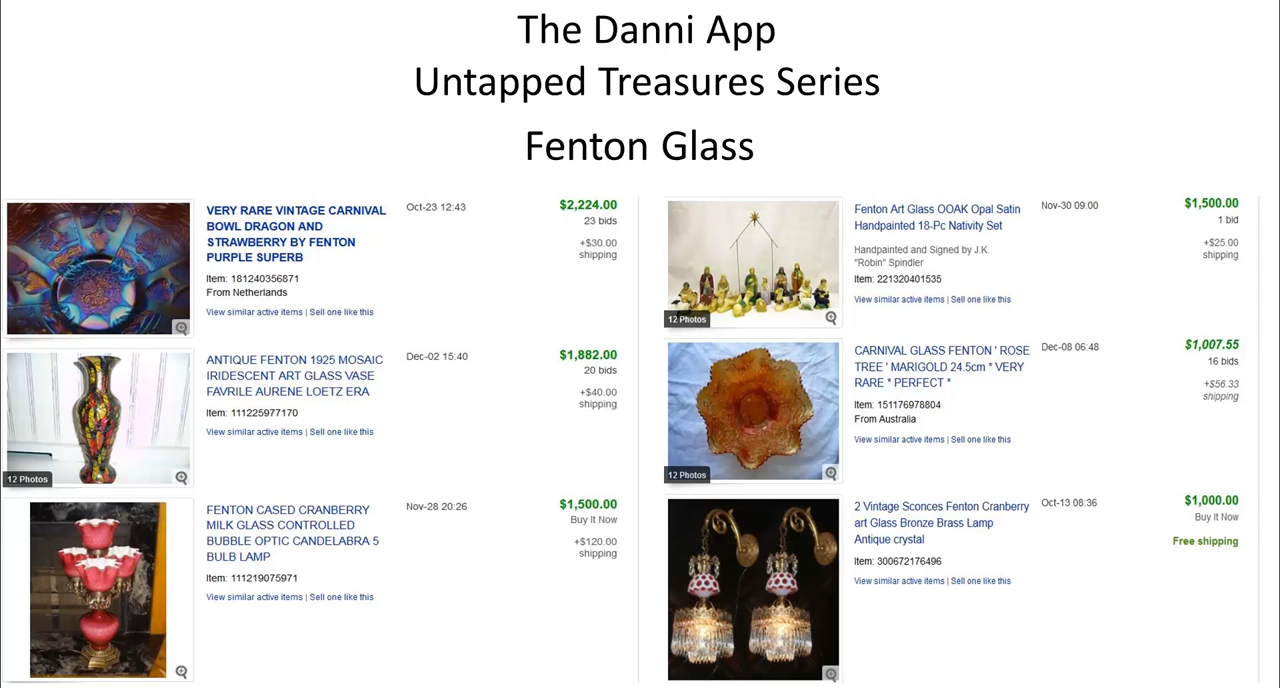 The Danni App
Untapped Treasures Series
Fenton Glass
VERY RARE VINTAGE CARNIVAL
BOWL DRAGON AND
STRAWBERRY BY FENTON
PURPLE SUPERB
Item: 181240356871
From Netherlands
View similar active items | Sell one like this
Oct-23 12:43
$2,224.00
23 bids
+$30.00
shipping
12 Photos
ANTIQUE FENTON 1925 MOSAIC
IRIDESCENT ART GLASS VASE
FAVRILE AURENE LOETZ ERA
Item: 111225977170
View similar active items | Sell one like this
Dec-02 15:40
$1,882.00
20 bids
+$40.00
shipping
FENTON CASED CRANBERRY
MILK GLASS CONTROLLED
BUBBLE OPTIC CANDELABRA 5
BULB LAMP
Item: 111219075971
View similar active items | Sell one like this
Nov-28 20:26
$1,500.00
Buy It Now
+$120.00
shipping
12 Photos
Fenton Art Glass OOAK Opal Satin
Handpainted 18-Pc Nativity Set
Handpainted and Signed by J.K.
"Robin" Spindler
Item: 221320401535
View similar active items | Sell one like this
Nov-30 09:00
$1,500.00
1 bid
+$25.00
shipping
12 Photos
CARNIVAL GLASS FENTON ' ROSE
TREE ' MARIGOLD 24.5cm * VERY
RARE * PERFECT *
Item: 151176978804
From Australia
View similar active items | Sell one like this
Dec-08 06:48
$1,007.55
16 bids
+$56.33
shipping
2 Vintage Sconces Fenton Cranberry
art Glass Bronze Brass Lamp
Antique crystal
Item: 300672176496
View similar active items | Sell one like this
Oct-13 08:36
$1,000.00
Buy It Now
Free shipping